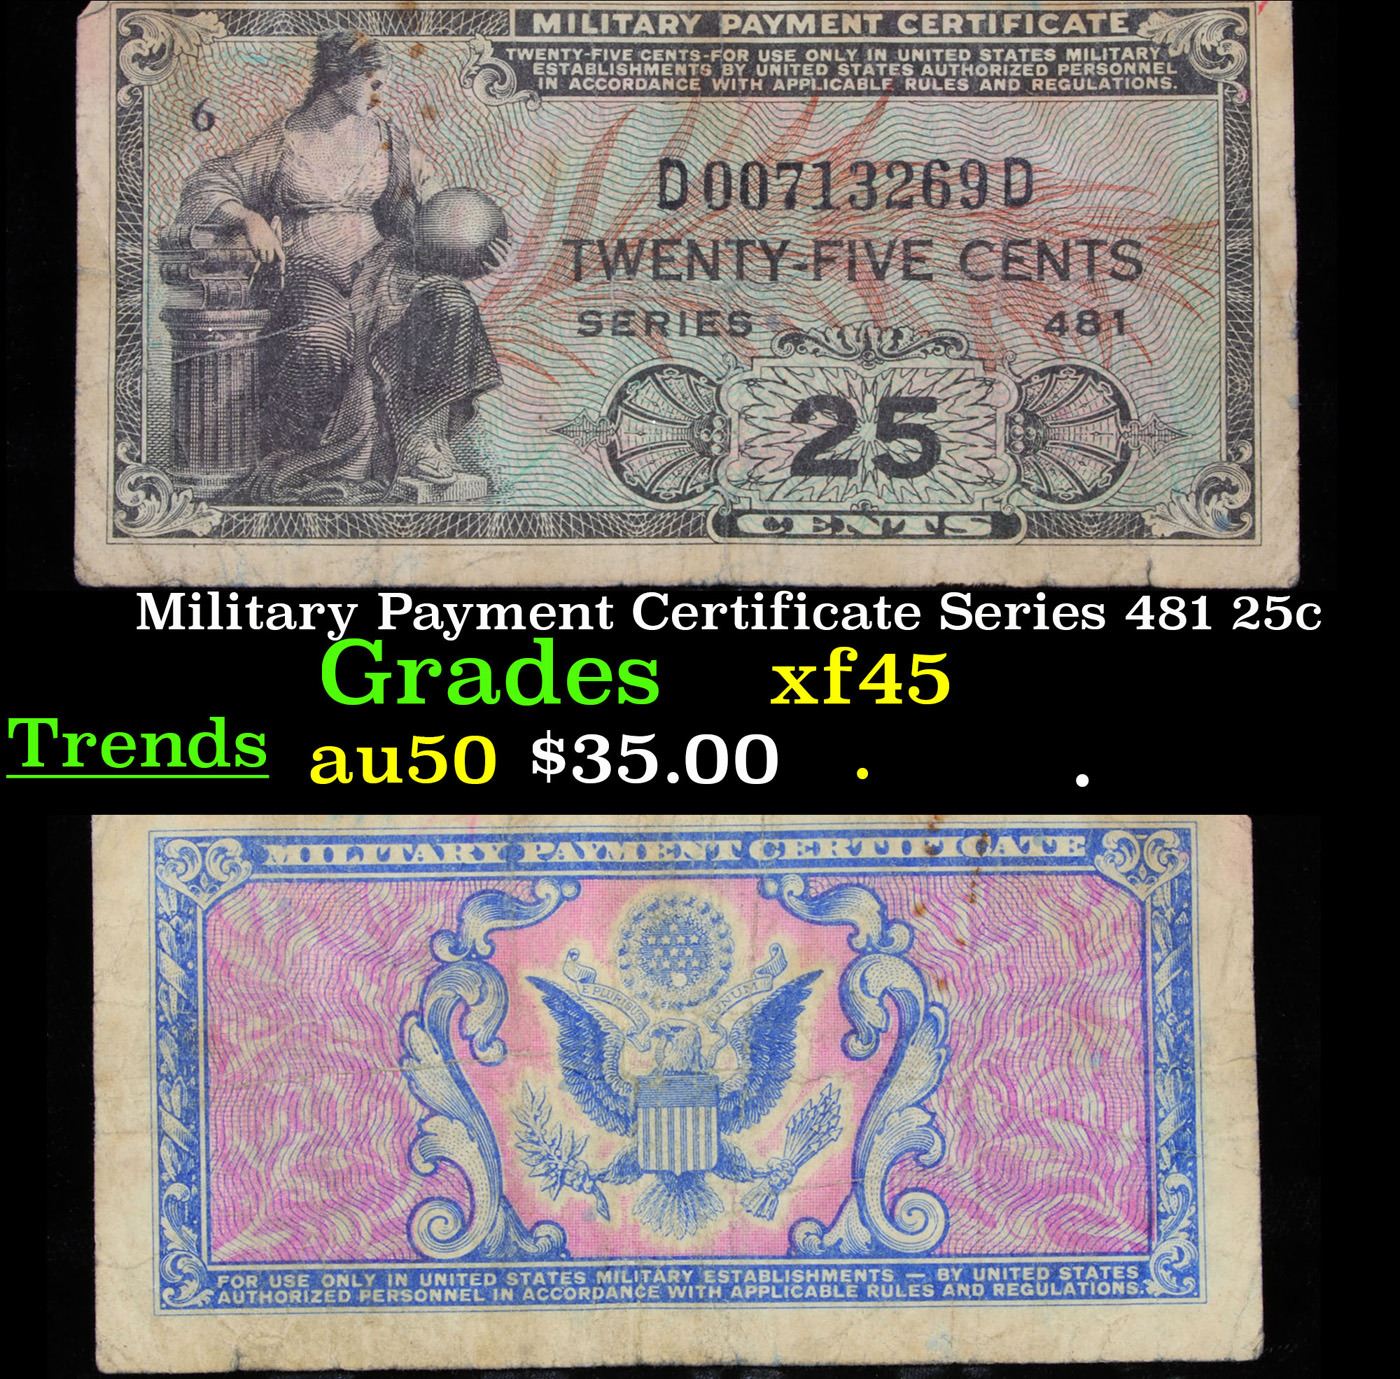 MILITARY PAYMENT CERTIFICATE
TWENTY-FIVE CENTS-FOR USE ONLY IN UNITED STATES MILITARY
ESTABLISHMENTS BY UNITED STATES AUTHORIZED PERSONNEL
IN ACCORDANCE WITH APPLICABLE RULES AND REGULATIONS.
6
D00713269D
TWENTY-FIVE CENTS
SERIES 481
25
CENTS
Military Payment Certificate Series 481 25c
Grades xf45
Trends au50 $35.00 . .
MILITARY PAYMENT CERTIFICATE
E PLURIBUS UNUM
FOR USE ONLY IN UNITED STATES MILITARY ESTABLISHMENTS — BY UNITED STATES
AUTHORIZED PERSONNEL IN ACCORDANCE WITH APPLICABLE RULES AND REGULATIONS.